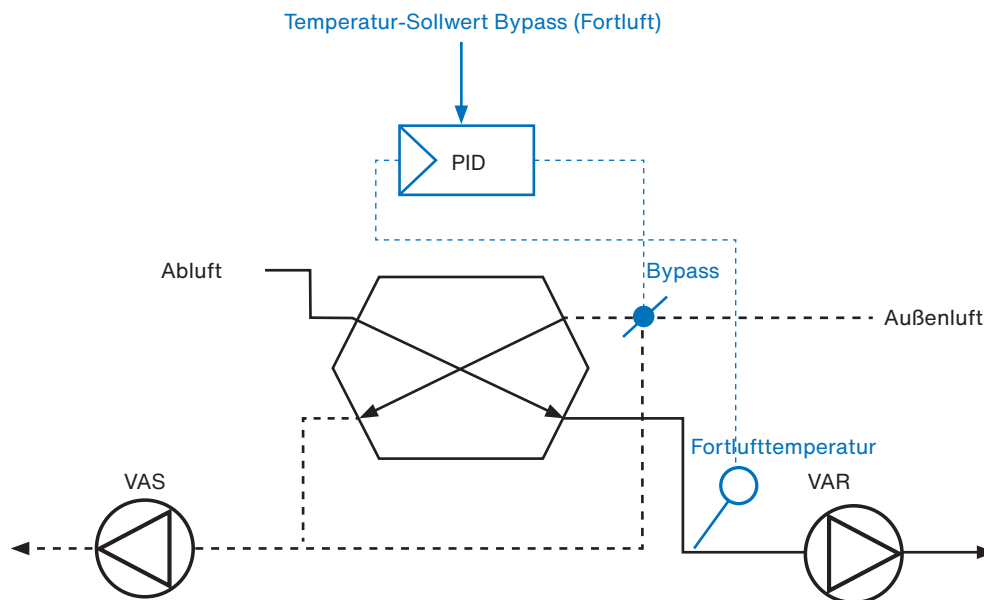 Temperatur-Sollwert Bypass (Fortluft)
PID
Abluft
Bypass
Außenluft
Fortlufttemperatur
VAS
VAR